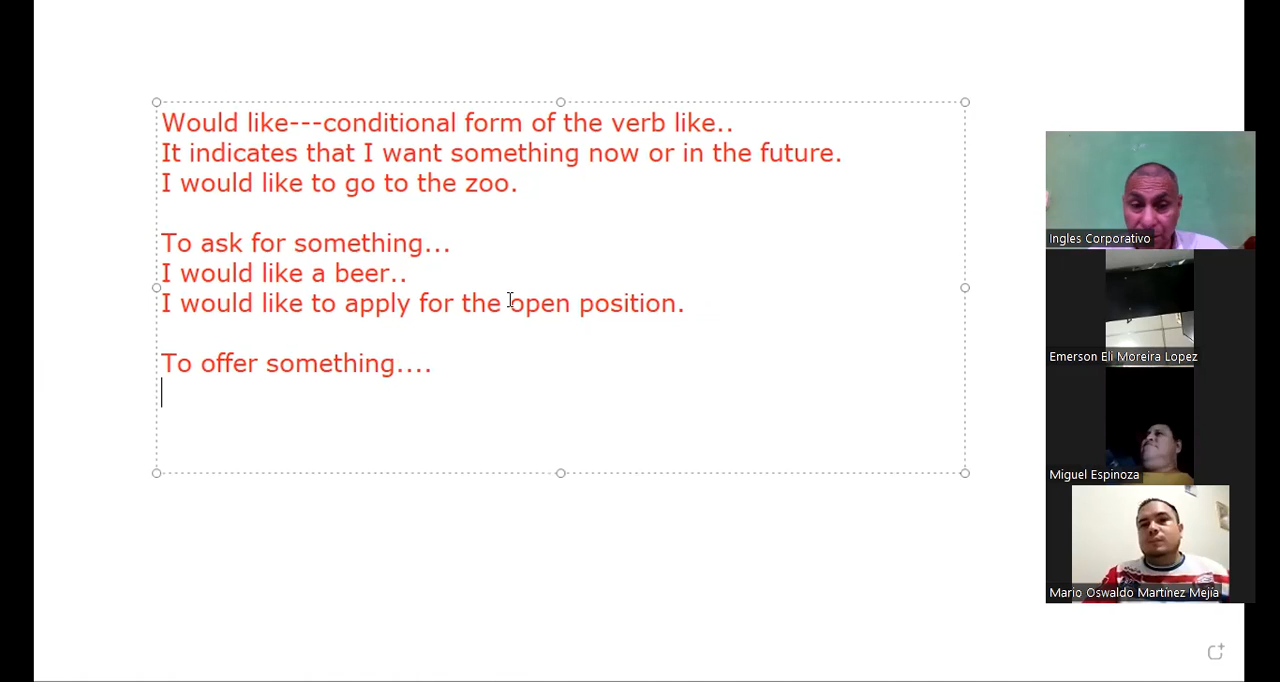 Would like---conditional form of the verb like..
It indicates that I want something now or in the future.
I would like to go to the zoo.
To ask for something...
I would like a beer..
I would like to apply for the open position.
To offer something....
Ingles Corporativo
Emerson Eli Moreira Lopez
Miguel Espinoza
Mario Oswaldo Martínez Mejía